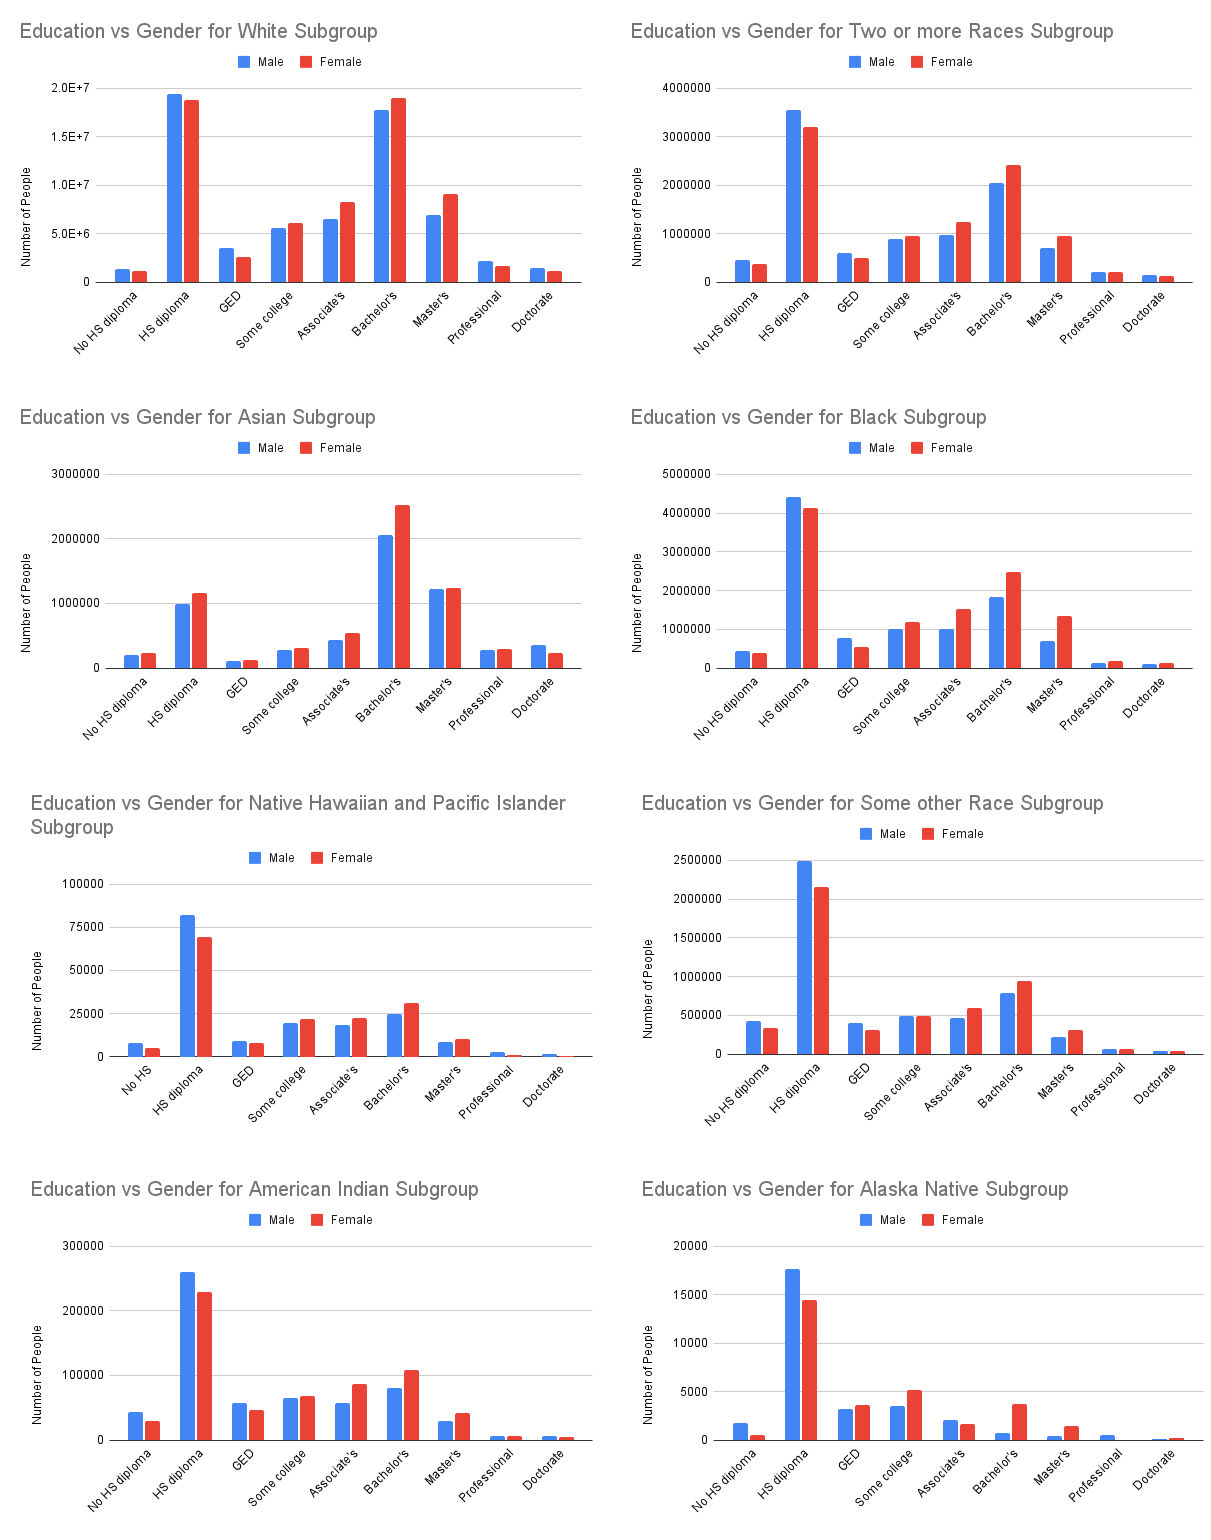 Education vs Gender for White Subgroup
Male Female
Number of People
2.0E+7
1.5E+7
1.0E+7
5.0E+6
0
No HS diploma
HS diploma
GED
Some college
Associate's
Bachelor's
Master's
Professional
Doctorate
Education vs Gender for Two or more Races Subgroup
Male Female
Number of People
4000000
3000000
2000000
1000000
0
No HS diploma
HS diploma
GED
Some college
Associate's
Bachelor's
Master's
Professional
Doctorate
Education vs Gender for Asian Subgroup
Male Female
Number of People
3000000
2000000
1000000
0
No HS diploma
HS diploma
GED
Some college
Associate's
Bachelor's
Master's
Professional
Doctorate
Education vs Gender for Black Subgroup
Male Female
Number of People
5000000
4000000
3000000
2000000
1000000
0
No HS diploma
HS diploma
GED
Some college
Associate's
Bachelor's
Master's
Professional
Doctorate
Education vs Gender for Native Hawaiian and Pacific Islander
Subgroup
Male Female
Number of People
100000
75000
50000
25000
0
No HS
HS diploma
GED
Some college
Associate's
Bachelor's
Master's
Professional
Doctorate
Education vs Gender for Some other Race Subgroup
Male Female
Number of People
2500000
2000000
1500000
1000000
500000
0
No HS diploma
HS diploma
GED
Some college
Associate's
Bachelor's
Master's
Professional
Doctorate
Education vs Gender for American Indian Subgroup
Male Female
Number of People
300000
200000
100000
0
No HS diploma
HS diploma
GED
Some college
Associate's
Bachelor's
Master's
Professional
Doctorate
Education vs Gender for Alaska Native Subgroup
Male Female
Number of People
20000
15000
10000
5000
0
No HS diploma
HS diploma
GED
Some college
Associate's
Bachelor's
Master's
Professional
Doctorate